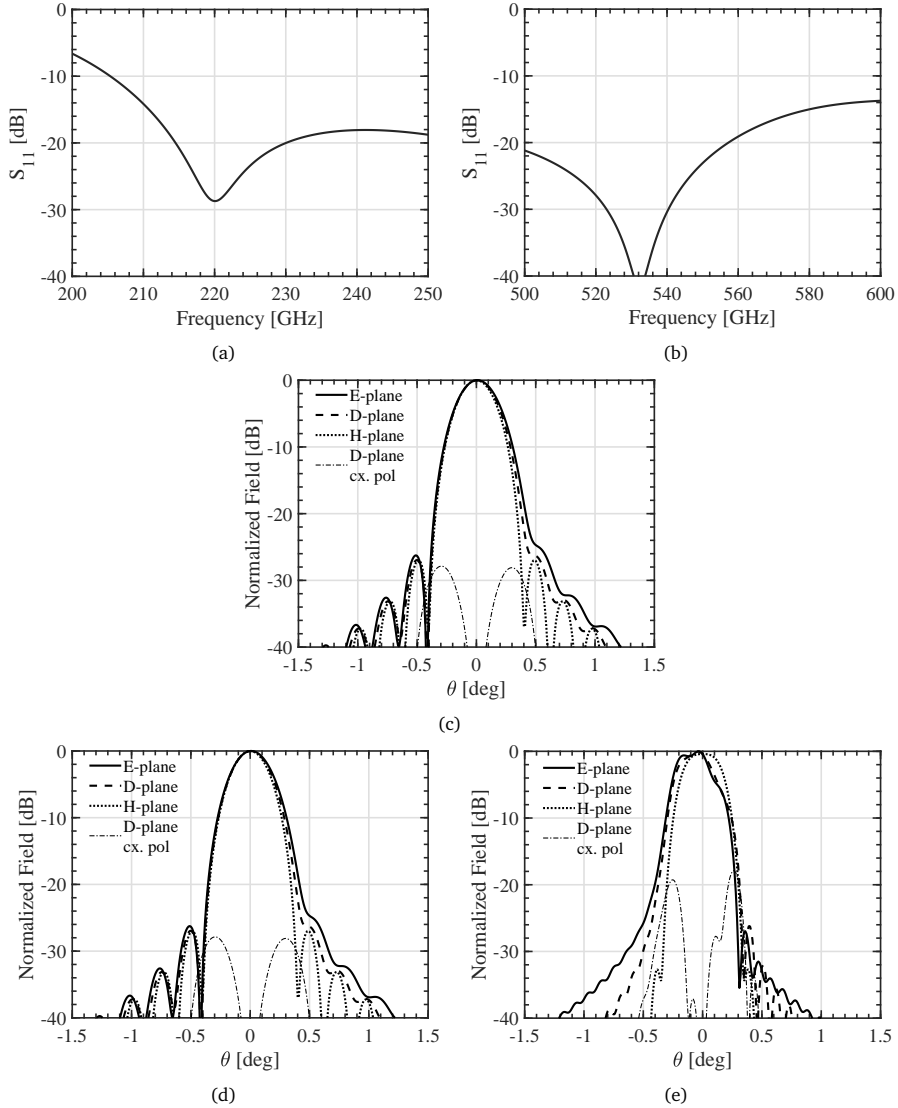 0
-10
-20
-30
-40
S11 [dB]
200 210 220 230 240 250
Frequency [GHz]
(a)
0
-10
-20
-30
-40
S11 [dB]
500 520 540 560 580 600
Frequency [GHz]
(b)
0
-10
-20
-30
-40
Normalized Field [dB]
E-plane
D-plane
H-plane
D-plane
cx. pol
-1.5 -1 -0.5 0 0.5 1 1.5
θ [deg]
(c)
0
-10
-20
-30
-40
Normalized Field [dB]
E-plane
D-plane
H-plane
D-plane
cx. pol
-1.5 -1 -0.5 0 0.5 1 1.5
θ [deg]
(d)
0
-10
-20
-30
-40
Normalized Field [dB]
E-plane
D-plane
H-plane
D-plane
cx. pol
-1.5 -1 -0.5 0 0.5 1 1.5
θ [deg]
(e)